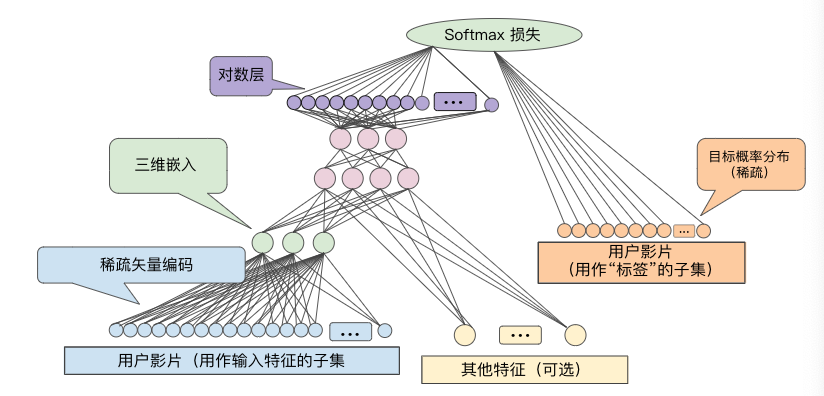 Softmax 损失
对数层
...
三维嵌入
目标概率分布
（稀疏）
...
用户影片
（用作“标签”的子集）
稀疏矢量编码
...
...
用户影片（用作输入特征的子集
其他特征（可选）